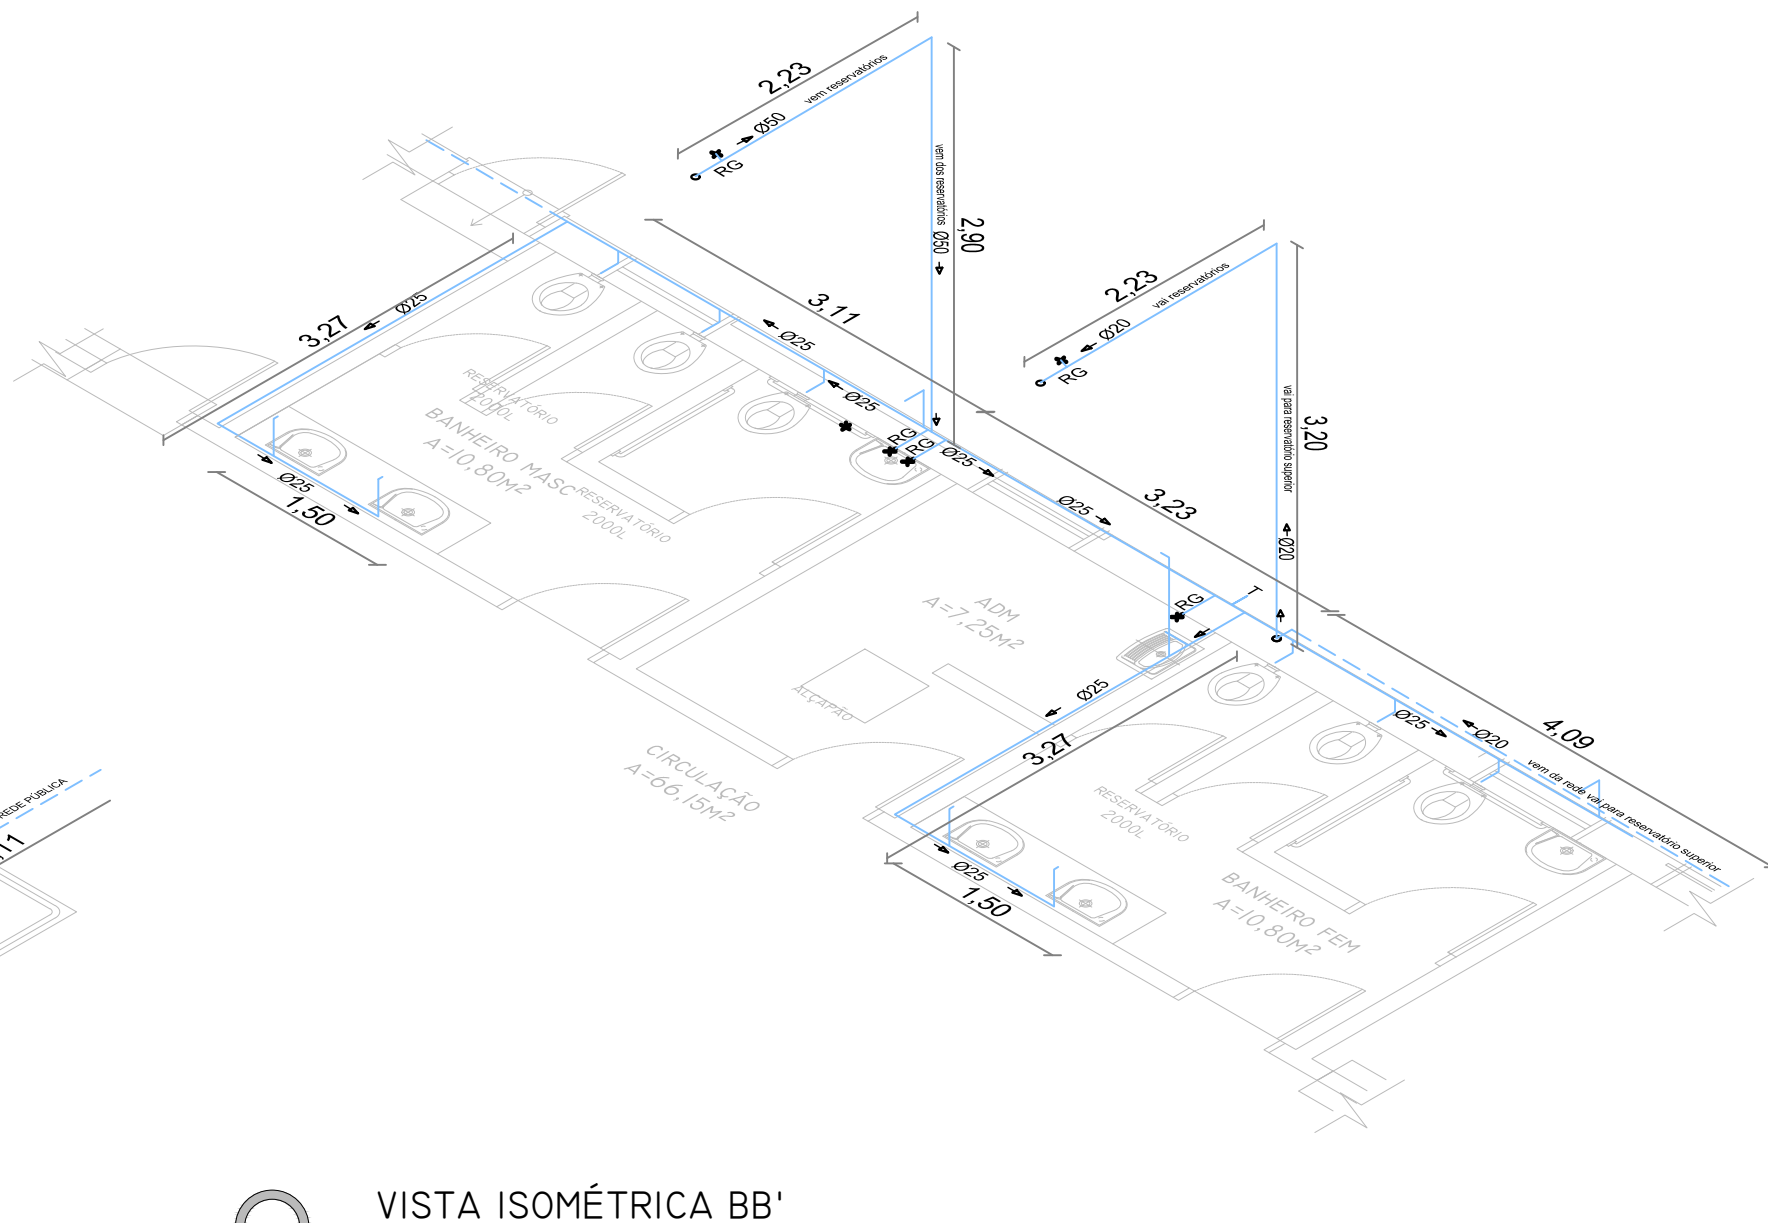 2,23
vem reservatórios
Ø50
RG
vem dos reservatórios Ø50
2,90
2,23
vai reservatórios
Ø20
RG
vai para reservatório superior
Ø20
3,20
3,27
Ø25
3,11
Ø25
Ø25
RG
RG
Ø25
RESERVATÓRIO
2000L
BANHEIRO MASC
A=10,80M²
RESERVATÓRIO
2000L
Ø25
1,50
3,23
Ø25
RG
T
ADM
A=7,25M²
ALÇAPÃO
CIRCULAÇÃO
A=66,15M²
Ø25
3,27
4,09
Ø25
Ø20
vem da rede vai para reservatório superior
RESERVATÓRIO
2000L
BANHEIRO FEM
A=10,80M²
Ø25
1,50
REDE PÚBLICA
,11
VISTA ISOMÉTRICA BB'